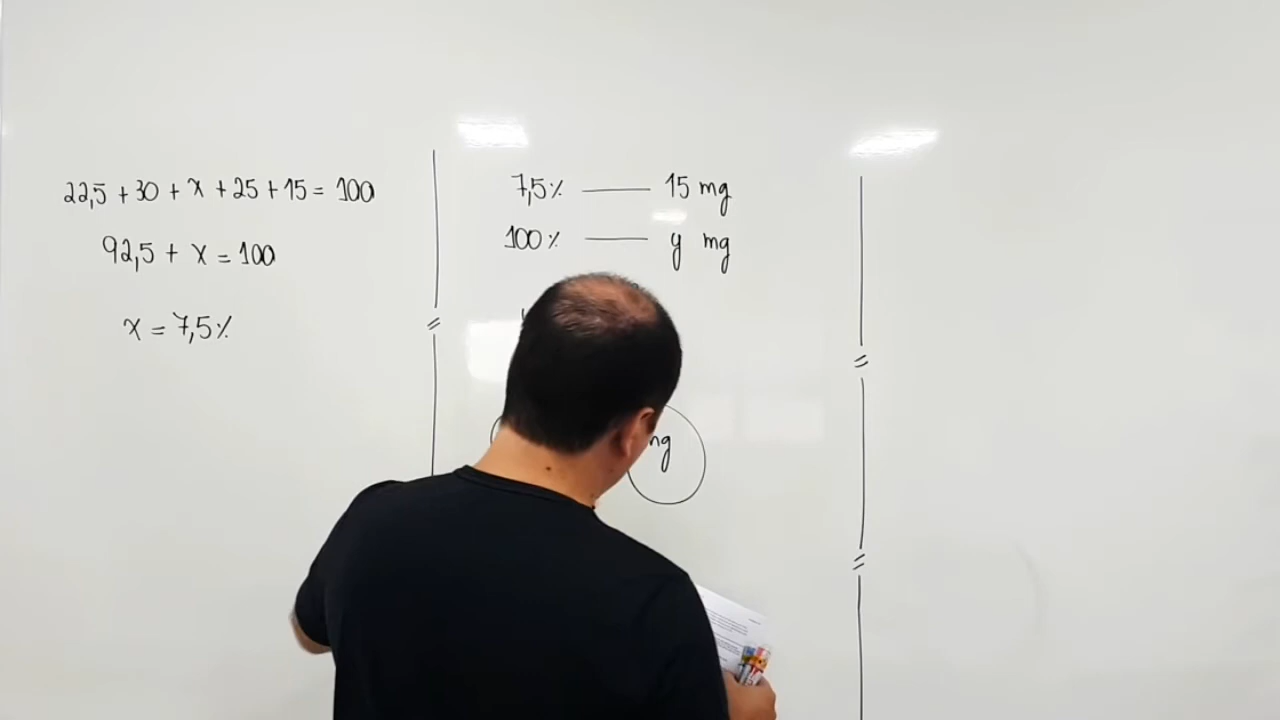 22,5 + 30 + x + 25 + 15 = 100
92,5 + x = 100
x = 7,5%
7,5% —— 15 mg
100% —— y mg